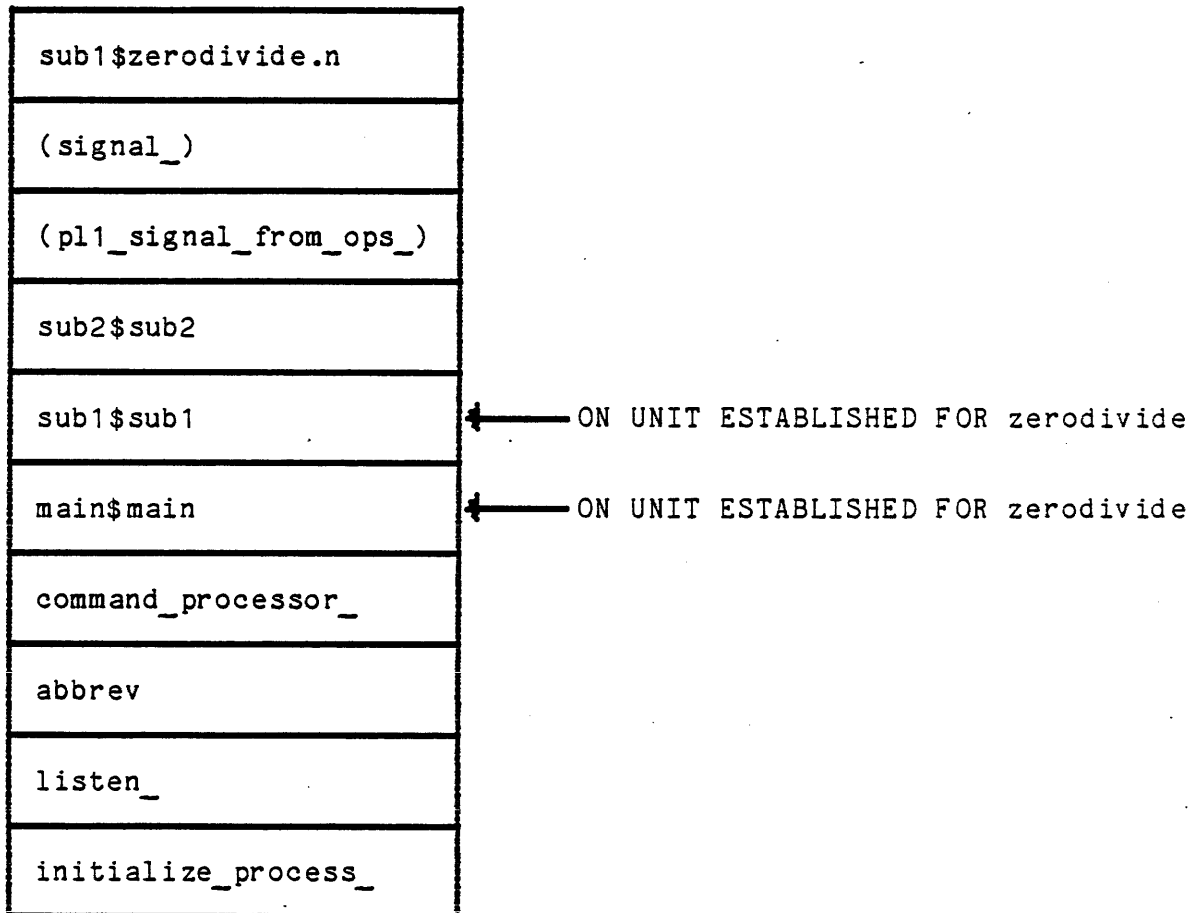 sub1$zerodivide.n
(signal_)
(pl1_signal_from_ops_)
sub2$sub2
sub1$sub1
ON UNIT ESTABLISHED FOR zerodivide
main$main
ON UNIT ESTABLISHED FOR zerodivide
command_processor_
abbrev
listen_
initialize_process_